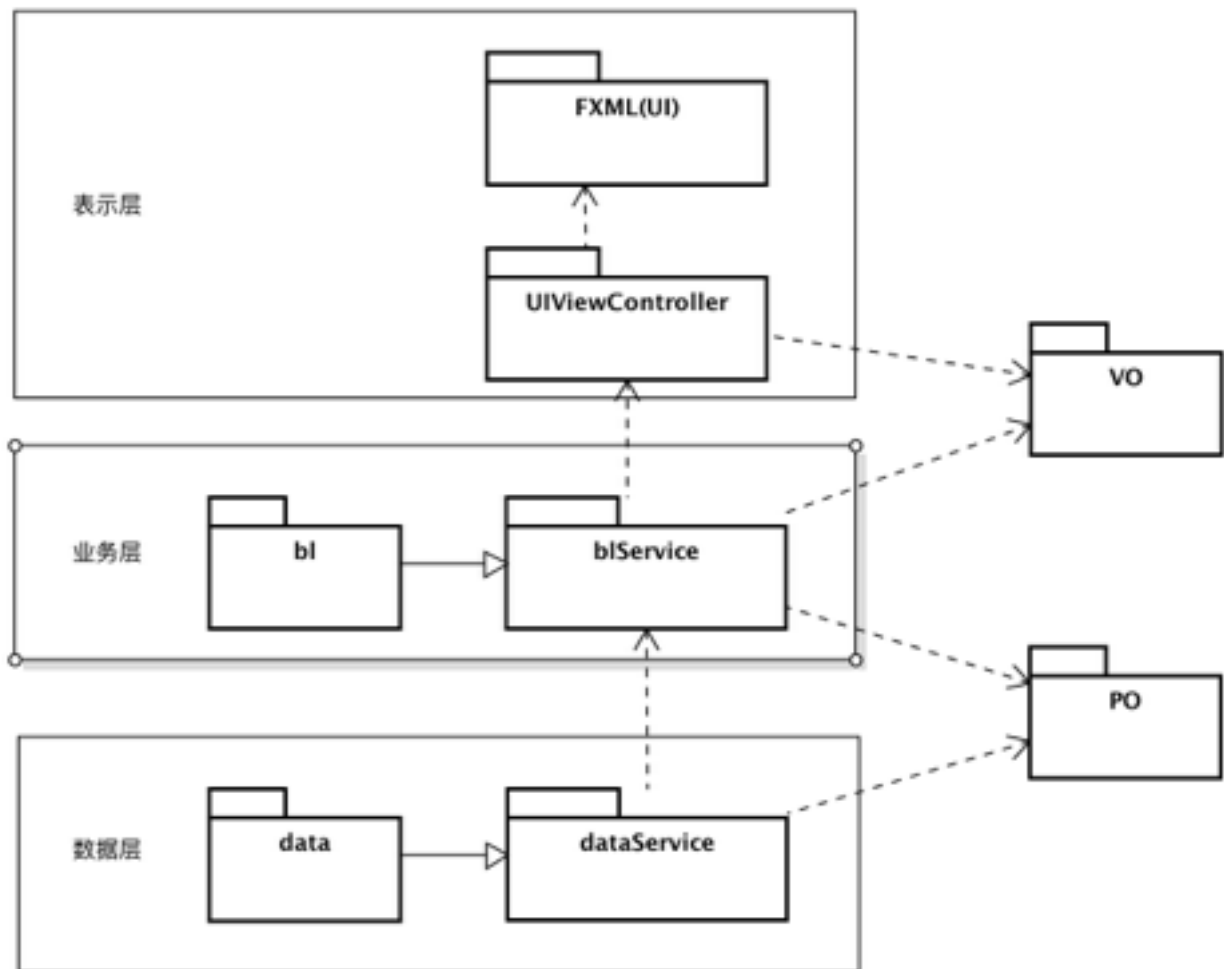 FXML(UI)
表示层
UIViewController
VO
业务层
bl
blService
PO
数据层
data
dataService